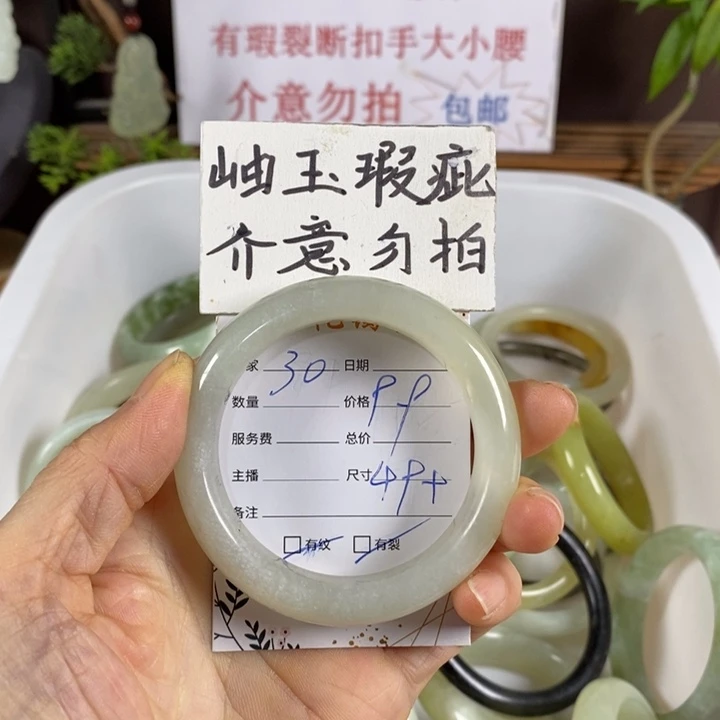 有瑕裂断扣手大小腰
介意勿拍 包邮
岫玉瑕疵
介意勿拍
家 30 日期
数量 价格 99
服务费 总价
主播 尺寸 49+
备注
有纹 有裂